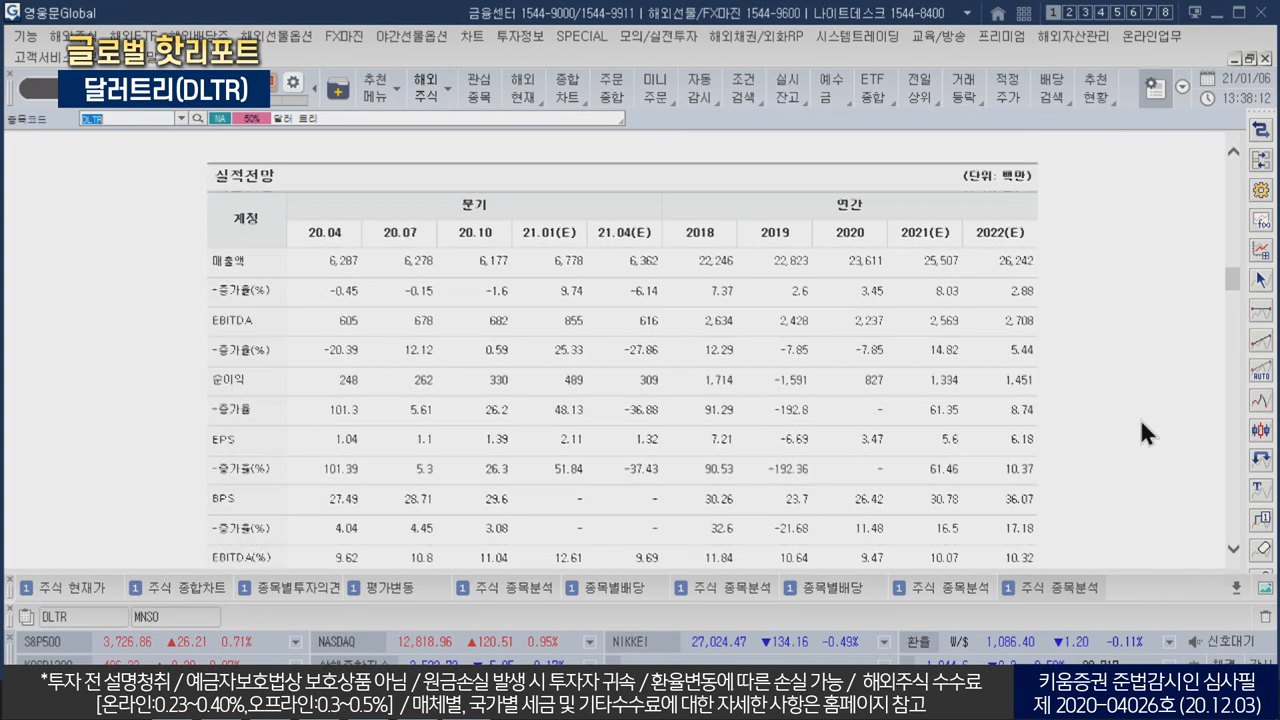 영웅문Global
금융센터 1544-9000/1544-9911 | 해외선물/FX마진 1544-9600 | 나이트데스크 1544-8400
1 2 3 4 5 6 7 8
기능 해외선물옵션 FX마진 야간선물옵션 차트 투자정보 SPECIAL 모의/실전투자 해외채권/외화RP 시스템트레이딩 교육/방송 프리미엄 해외자산관리 온라인업무
고객서비스
글로벌 핫리포트
달러트리(DLTR)
추천 메뉴 해외 주식 관심 종목 해외 현재 종합 차트 주문 종합 미니 주문 자동 감시 조건 검색 실시 잔고 예수 금 ETF 종합 전일 상위 거래 등락 적정 주가 배당 검색 추천 현황
21/01/06
13:38:12
종목코드 DLTR NA 50% 달러 트리
실적전망 (단위: 백만)
계정 분기 연간
20.04 20.07 20.10 21.01(E) 21.04(E) 2018 2019 2020 2021(E) 2022(E)
매출액 6,287 6,278 6,177 6,778 6,362 22,246 22,823 23,611 25,507 26,242
-증가율(%) -0.45 -0.15 -1.6 9.74 -6.14 7.37 2.6 3.45 8.03 2.88
EBITDA 605 678 682 855 616 2,634 2,428 2,237 2,569 2,708
-증가율(%) -20.39 12.12 0.59 25.33 -27.86 12.29 -7.85 -7.85 14.82 5.44
순이익 248 262 330 489 309 1,714 -1,591 827 1,334 1,451
-증가율 101.3 5.61 26.2 48.13 -36.88 91.29 -192.8 - 61.35 8.74
EPS 1.04 1.1 1.39 2.11 1.32 7.21 -6.69 3.47 5.6 6.18
-증가율(%) 101.39 5.3 26.3 51.84 -37.43 90.53 -192.36 - 61.46 10.37
BPS 27.49 28.71 29.6 - - 30.26 23.7 26.42 30.78 36.07
-증가율(%) 4.04 4.45 3.08 - - 32.6 -21.68 11.48 16.5 17.18
EBITDA(%) 9.62 10.8 11.04 12.61 9.69 11.84 10.64 9.47 10.07 10.32
1 주식 현재가 1 주식 종합차트 1 종목별투자의견 1 평가변동 1 주식 종목분석 1 종목별배당 1 주식 종목분석 1 종목별배당 1 주식 종목분석 1 주식 종목분석
DLTR MNSO
S&P500 3,726.86 ▲26.21 0.71% NASDAQ 12,818.96 ▲120.51 0.95% NIKKEI 27,024.47 ▼134.16 -0.49% 환율 W/$ 1,086.40 ▼1.20 -0.11% 신호대기
*투자 전 설명청취 / 예금자보호법상 보호상품 아님 / 원금손실 발생 시 투자자 귀속 / 환율변동에 따른 손실 가능 / 해외주식 수수료
[온라인:0.23~0.40%,오프라인:0.3~0.5%] / 매체별, 국가별 세금 및 기타수수료에 대한 자세한 사항은 홈페이지 참고
키움증권 준법감시인 심사필
제 2020-04026호 (20.12.03)